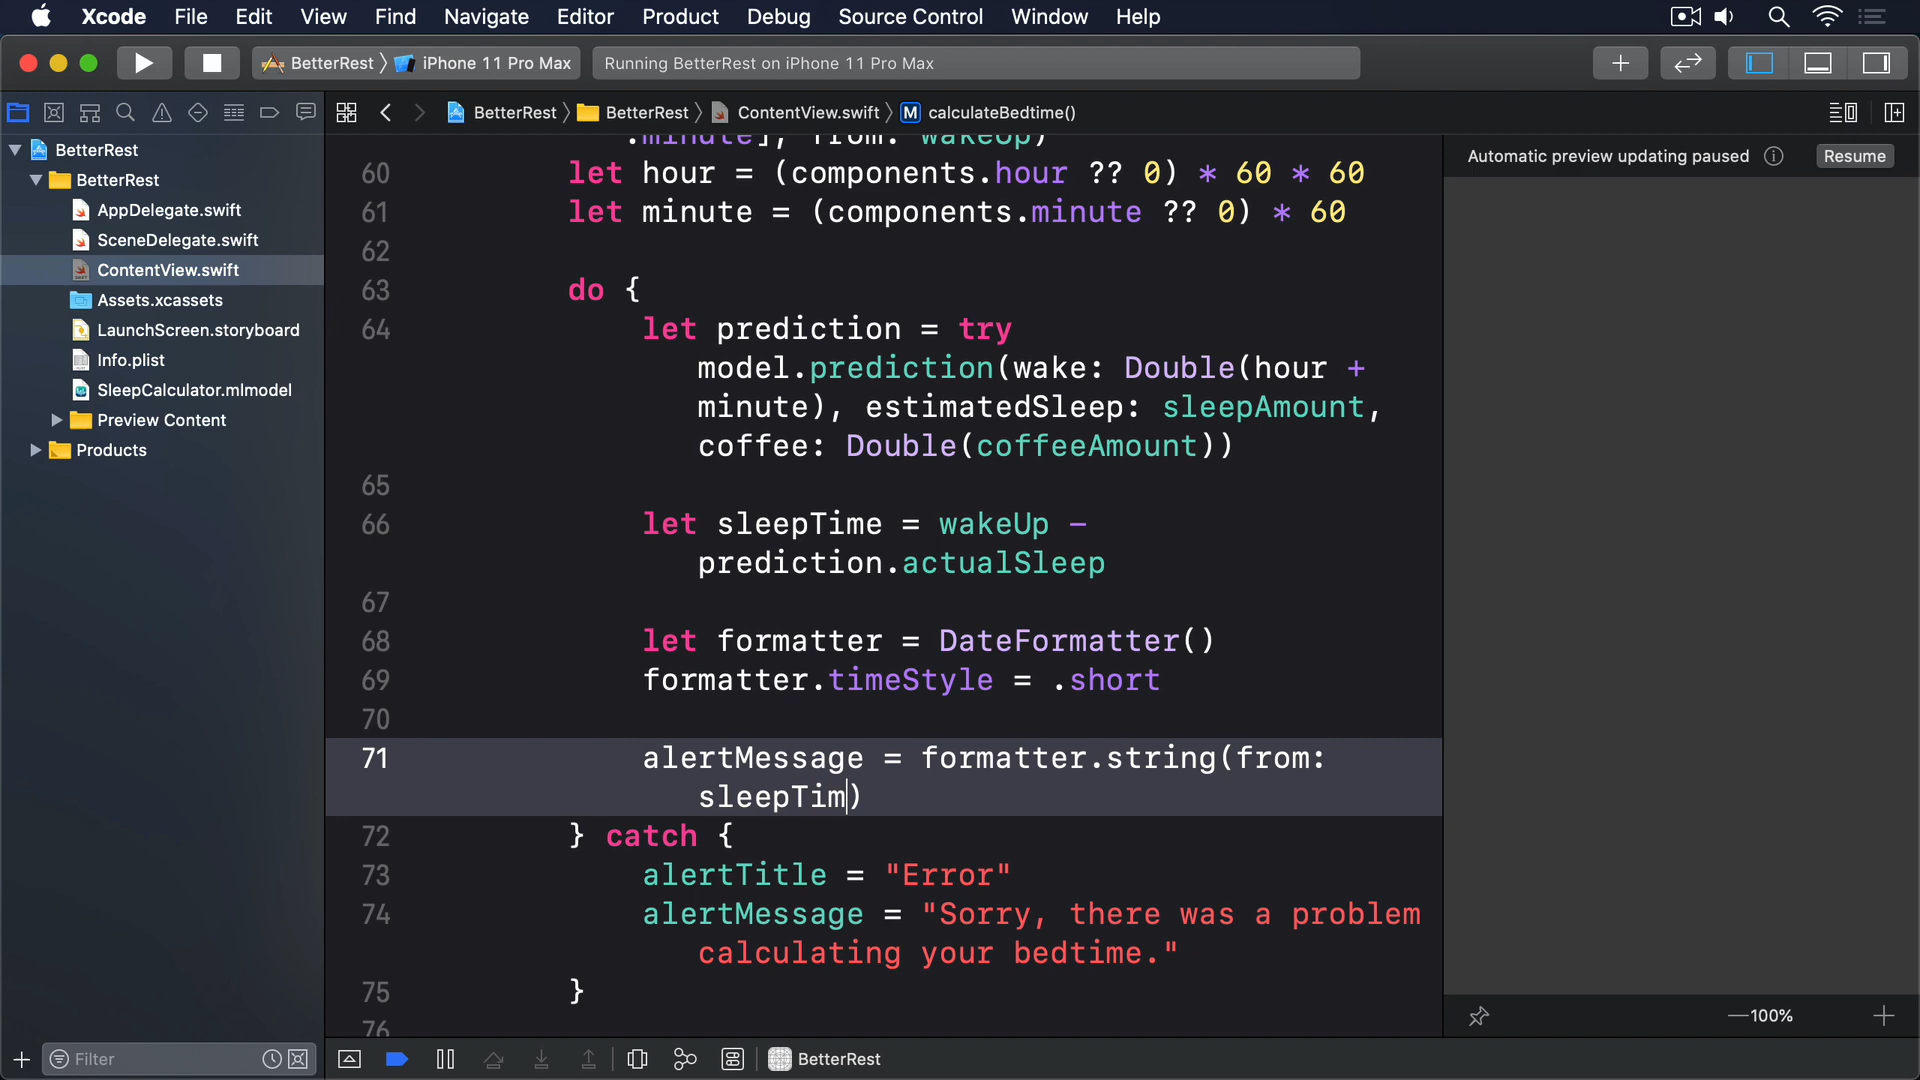 Xcode File Edit View Find Navigate Editor Product Debug Source Control Window Help
BetterRest iPhone 11 Pro Max Running BetterRest on iPhone 11 Pro Max
BetterRest BetterRest ContentView.swift M calculateBedtime()
BetterRest
BetterRest
AppDelegate.swift
SceneDelegate.swift
ContentView.swift
Assets.xcassets
LaunchScreen.storyboard
Info.plist
SleepCalculator.mlmodel
Preview Content
Products
Filter
.minute], from: wakeUp)
60 let hour = (components.hour ?? 0) * 60 * 60
61 let minute = (components.minute ?? 0) * 60
62
63 do {
64 let prediction = try
model.prediction(wake: Double(hour +
minute), estimatedSleep: sleepAmount,
coffee: Double(coffeeAmount))
65
66 let sleepTime = wakeUp -
prediction.actualSleep
67
68 let formatter = DateFormatter()
69 formatter.timeStyle = .short
70
71 alertMessage = formatter.string(from:
sleepTim)
72 } catch {
73 alertTitle = "Error"
74 alertMessage = "Sorry, there was a problem
calculating your bedtime."
75 }
76
Automatic preview updating paused Resume
100%
BetterRest